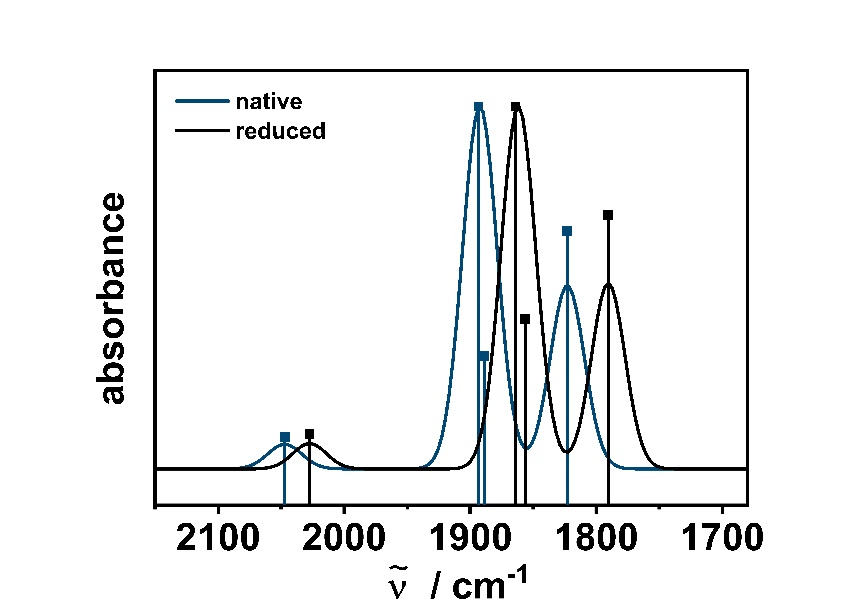 native
reduced
absorbance
2100 2000 1900 1800 1700
ν̃ / cm⁻¹